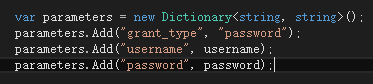 var parameters = new Dictionary<string, string>();
parameters.Add("grant_type", "password");
parameters.Add("username", username);
parameters.Add("password", password);